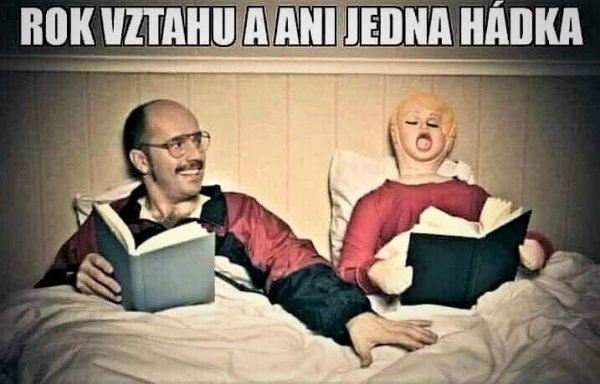 ROK VZTAHU A ANI JEDNA HÁDKA